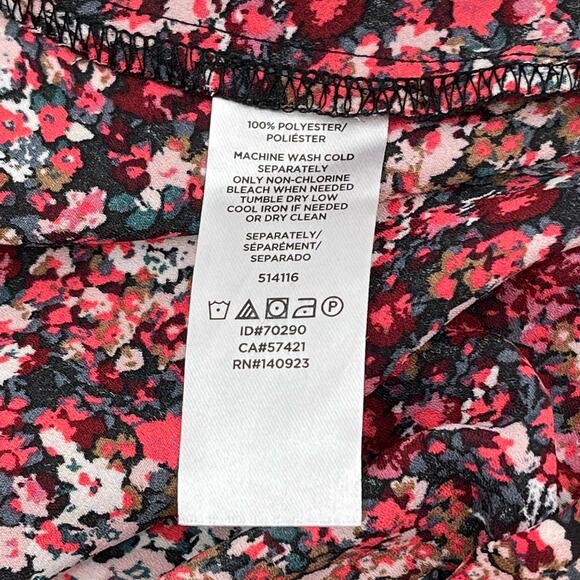 100% POLYESTER/
POLIÉSTER
MACHINE WASH COLD
SEPARATELY
ONLY NON-CHLORINE
BLEACH WHEN NEEDED
TUMBLE DRY LOW
COOL IRON IF NEEDED
OR DRY CLEAN
SEPARATELY/
SÉPARÉMENT/
SEPARADO
514116
P
ID#70290
CA#57421
RN#140923